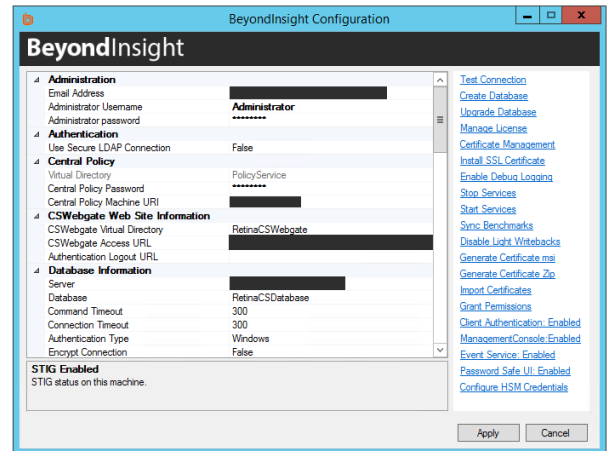 BeyondInsight Configuration
BeyondInsight
Administration
Email Address
Administrator Username Administrator
Administrator password ********
Authentication
Use Secure LDAP Connection False
Central Policy
Virtual Directory PolicyService
Central Policy Password ********
Central Policy Machine URI
CSWebgate Web Site Information
CSWebgate Virtual Directory RetinaCSWebgate
CSWebgate Access URL
Authentication Logout URL
Database Information
Server
Database RetinaCSDatabase
Command Timeout 300
Connection Timeout 300
Authentication Type Windows
Encrypt Connection False
STIG Enabled
STIG status on this machine.
Test Connection
Create Database
Upgrade Database
Manage License
Certificate Management
Install SSL Certificate
Enable Debug Logging
Stop Services
Start Services
Sync Benchmarks
Disable Light Writebacks
Generate Certificate msi
Generate Certificate Zip
Import Certificates
Grant Permissions
Client Authentication: Enabled
ManagementConsole:Enabled
Event Service: Enabled
Password Safe UI: Enabled
Configure HSM Credentials
Apply Cancel